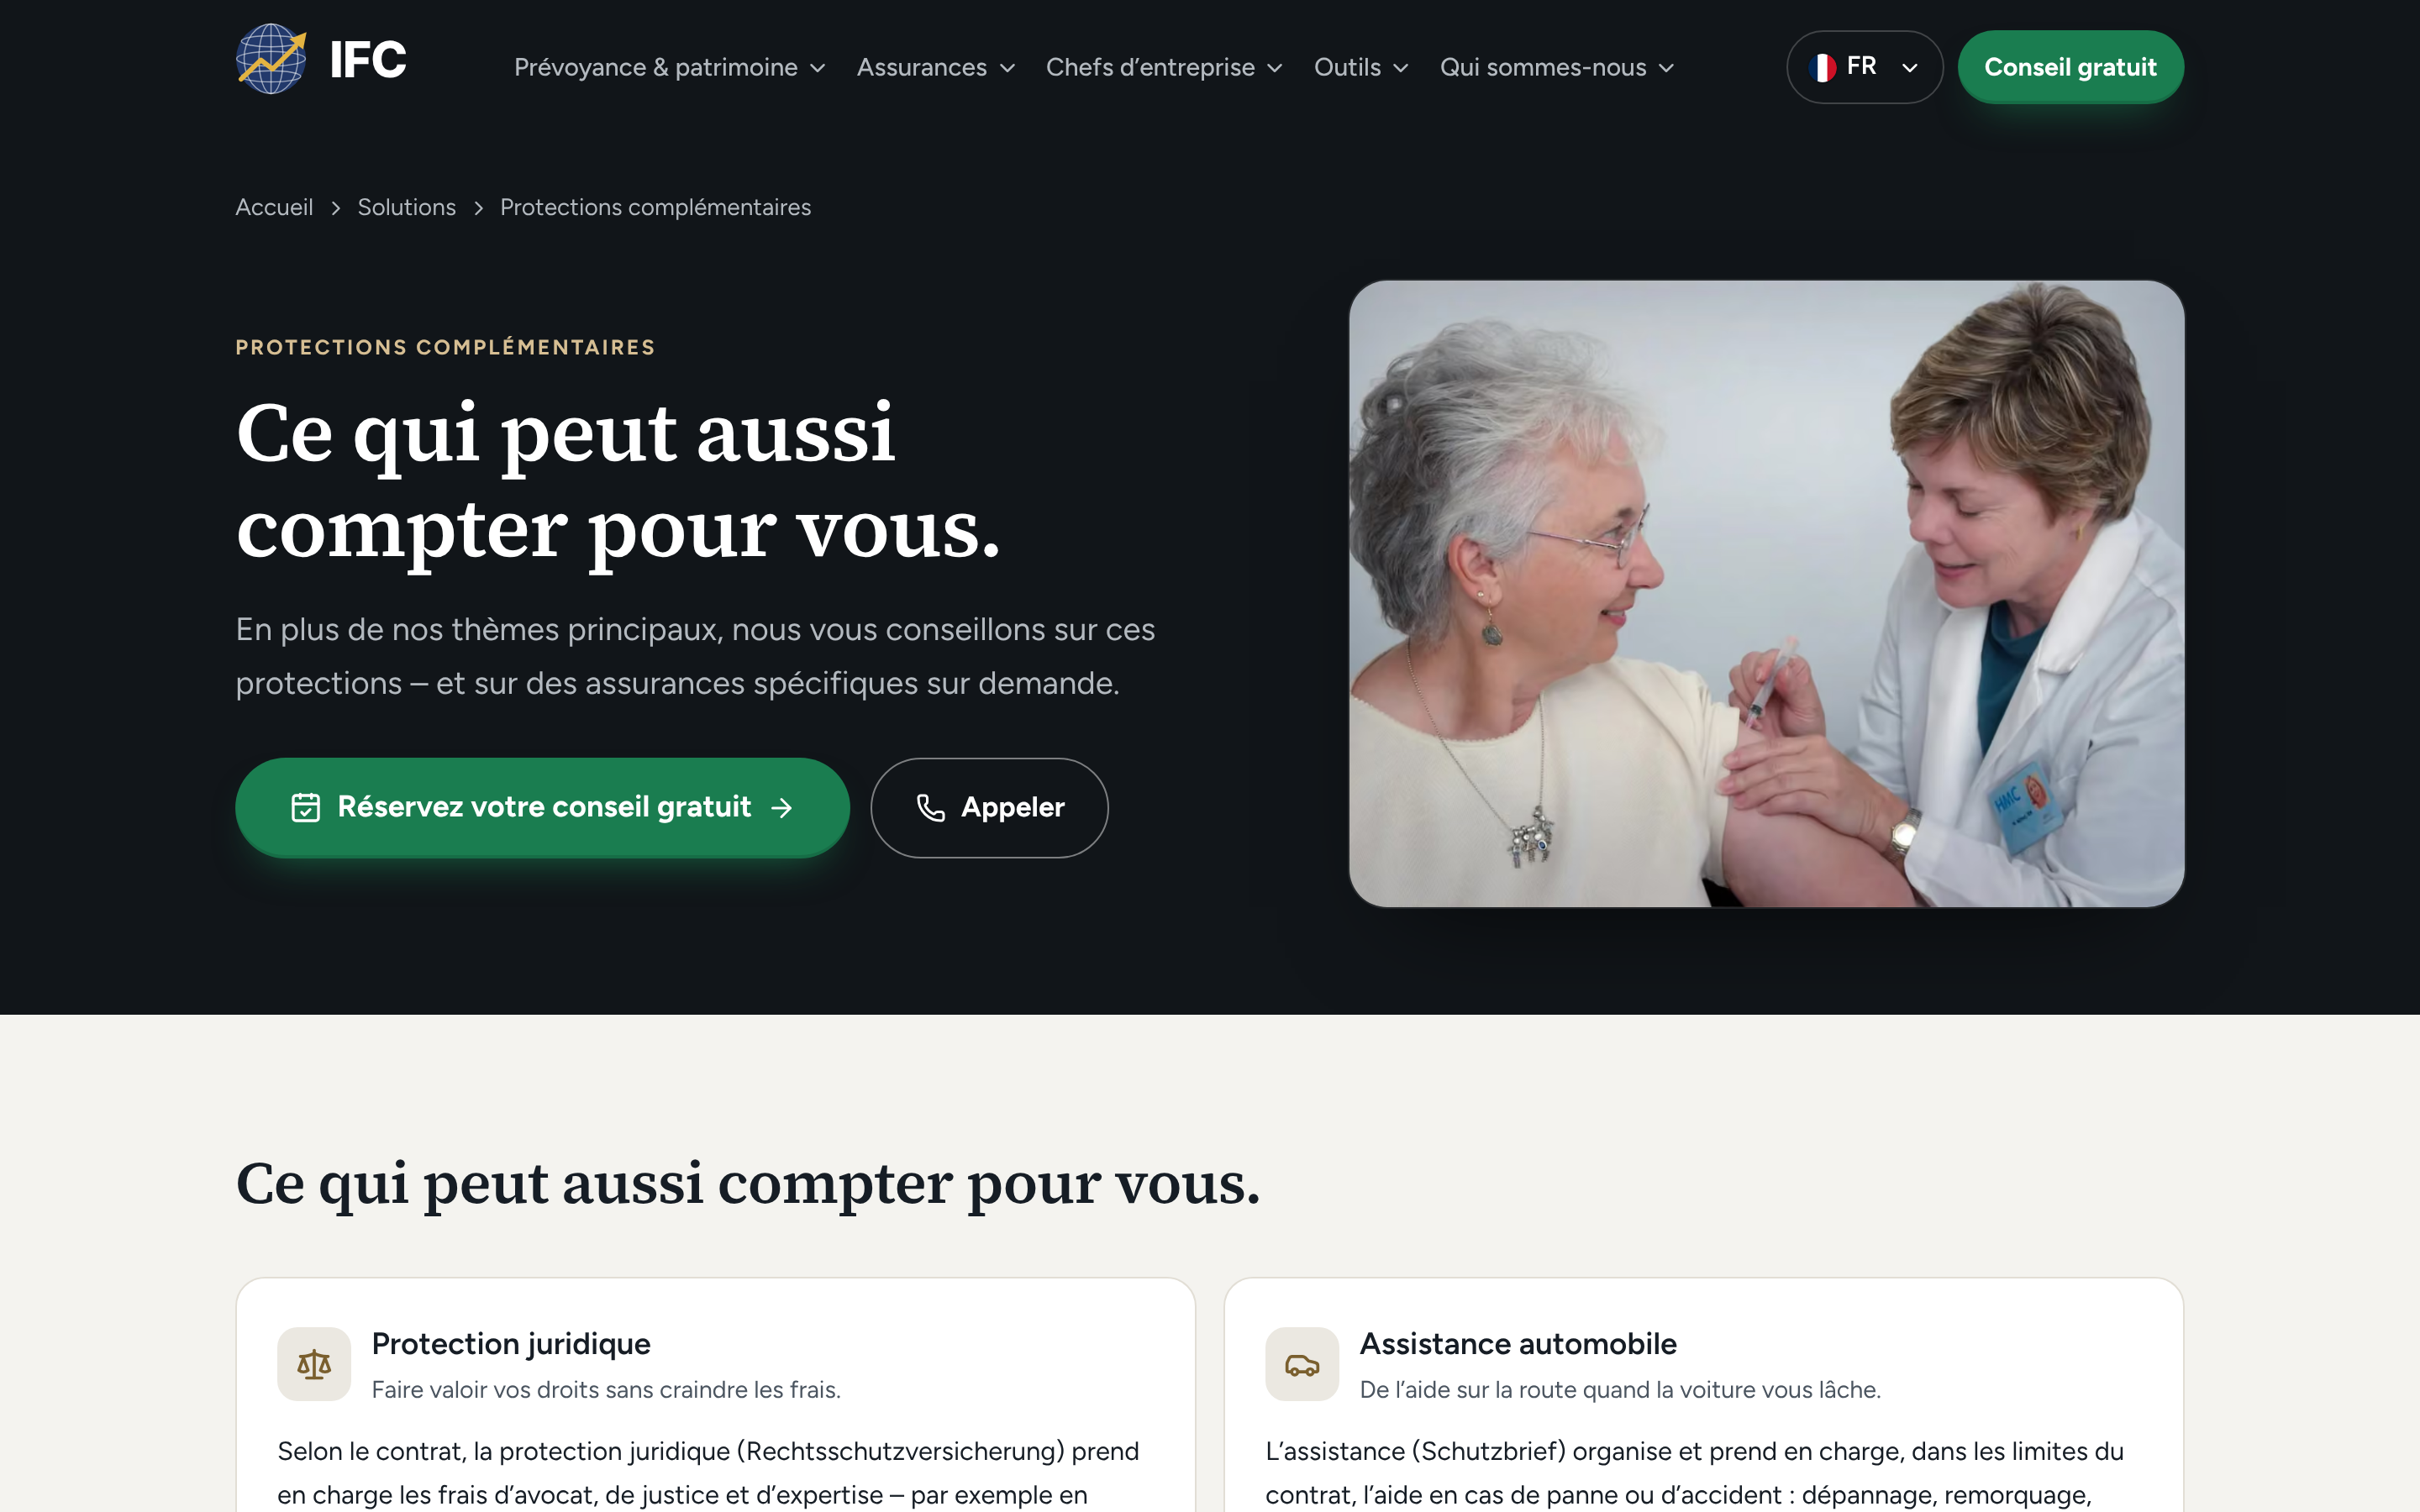 IFC
Prévoyance & patrimoine
Assurances
Chefs d’entreprise
Outils
Qui sommes-nous
FR
Conseil gratuit
Accueil
Solutions
Protections complémentaires
PROTECTIONS COMPLÉMENTAIRES
Ce qui peut aussi
compter pour vous.
En plus de nos thèmes principaux, nous vous conseillons sur ces
protections – et sur des assurances spécifiques sur demande.
Réservez votre conseil gratuit
Appeler
HMC
Ce qui peut aussi compter pour vous.
Protection juridique
Faire valoir vos droits sans craindre les frais.
Selon le contrat, la protection juridique (Rechtsschutzversicherung) prend
en charge les frais d’avocat, de justice et d’expertise – par exemple en
Assistance automobile
De l’aide sur la route quand la voiture vous lâche.
L’assistance (Schutzbrief) organise et prend en charge, dans les limites du
contrat, l’aide en cas de panne ou d’accident : dépannage, remorquage,